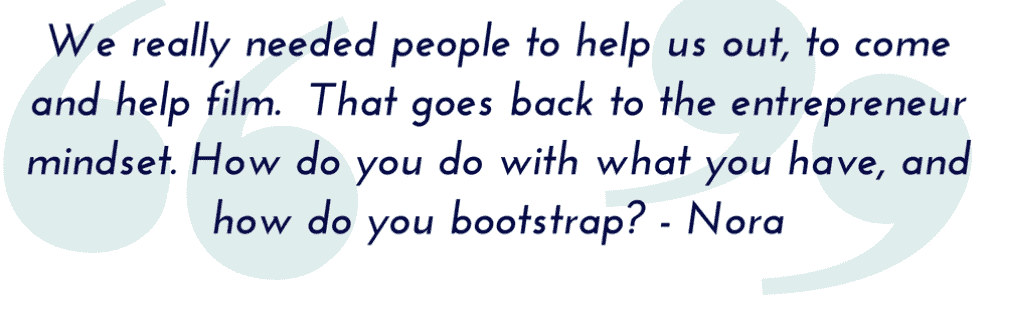 We really needed people to help us out, to come
and help film.  That goes back to the entrepreneur
mindset. How do you do with what you have, and
how do you bootstrap? - Nora